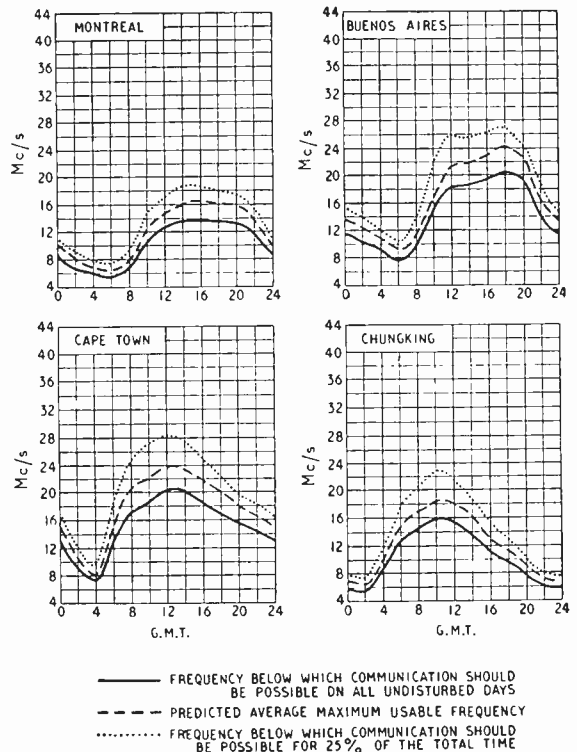 MONTREAL
44
40
36
32
28
24
20
16
12
8
4
Mc/s
0 4 8 12 16 20 24
BUENOS AIRES
44
40
36
32
28
24
20
16
12
8
4
Mc/s
0 4 8 12 16 20 24
CAPE TOWN
44
40
36
32
28
24
20
16
12
8
4
Mc/s
0 4 8 12 16 20 24
G.M.T.
CHUNGKING
44
40
36
32
28
24
20
16
12
8
4
Mc/s
0 4 8 12 16 20 24
G.M.T.
FREQUENCY BELOW WHICH COMMUNICATION SHOULD
BE POSSIBLE ON ALL UNDISTURBED DAYS
PREDICTED AVERAGE MAXIMUM USABLE FREQUENCY
FREQUENCY BELOW WHICH COMMUNICATION SHOULD
BE POSSIBLE FOR 25% OF THE TOTAL TIME